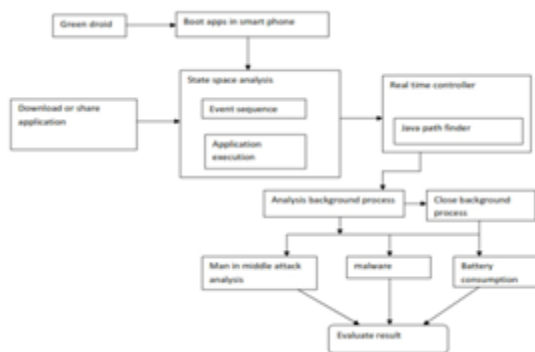 Green droid
Boot apps in smart phone
State space analysis
Event sequence
Application
execution
Download or share
application
Real time controller
Java path finder
Analysis background process
Close background
process
Man in middle attack
analysis
malware
Battery
consumption
Evaluate result